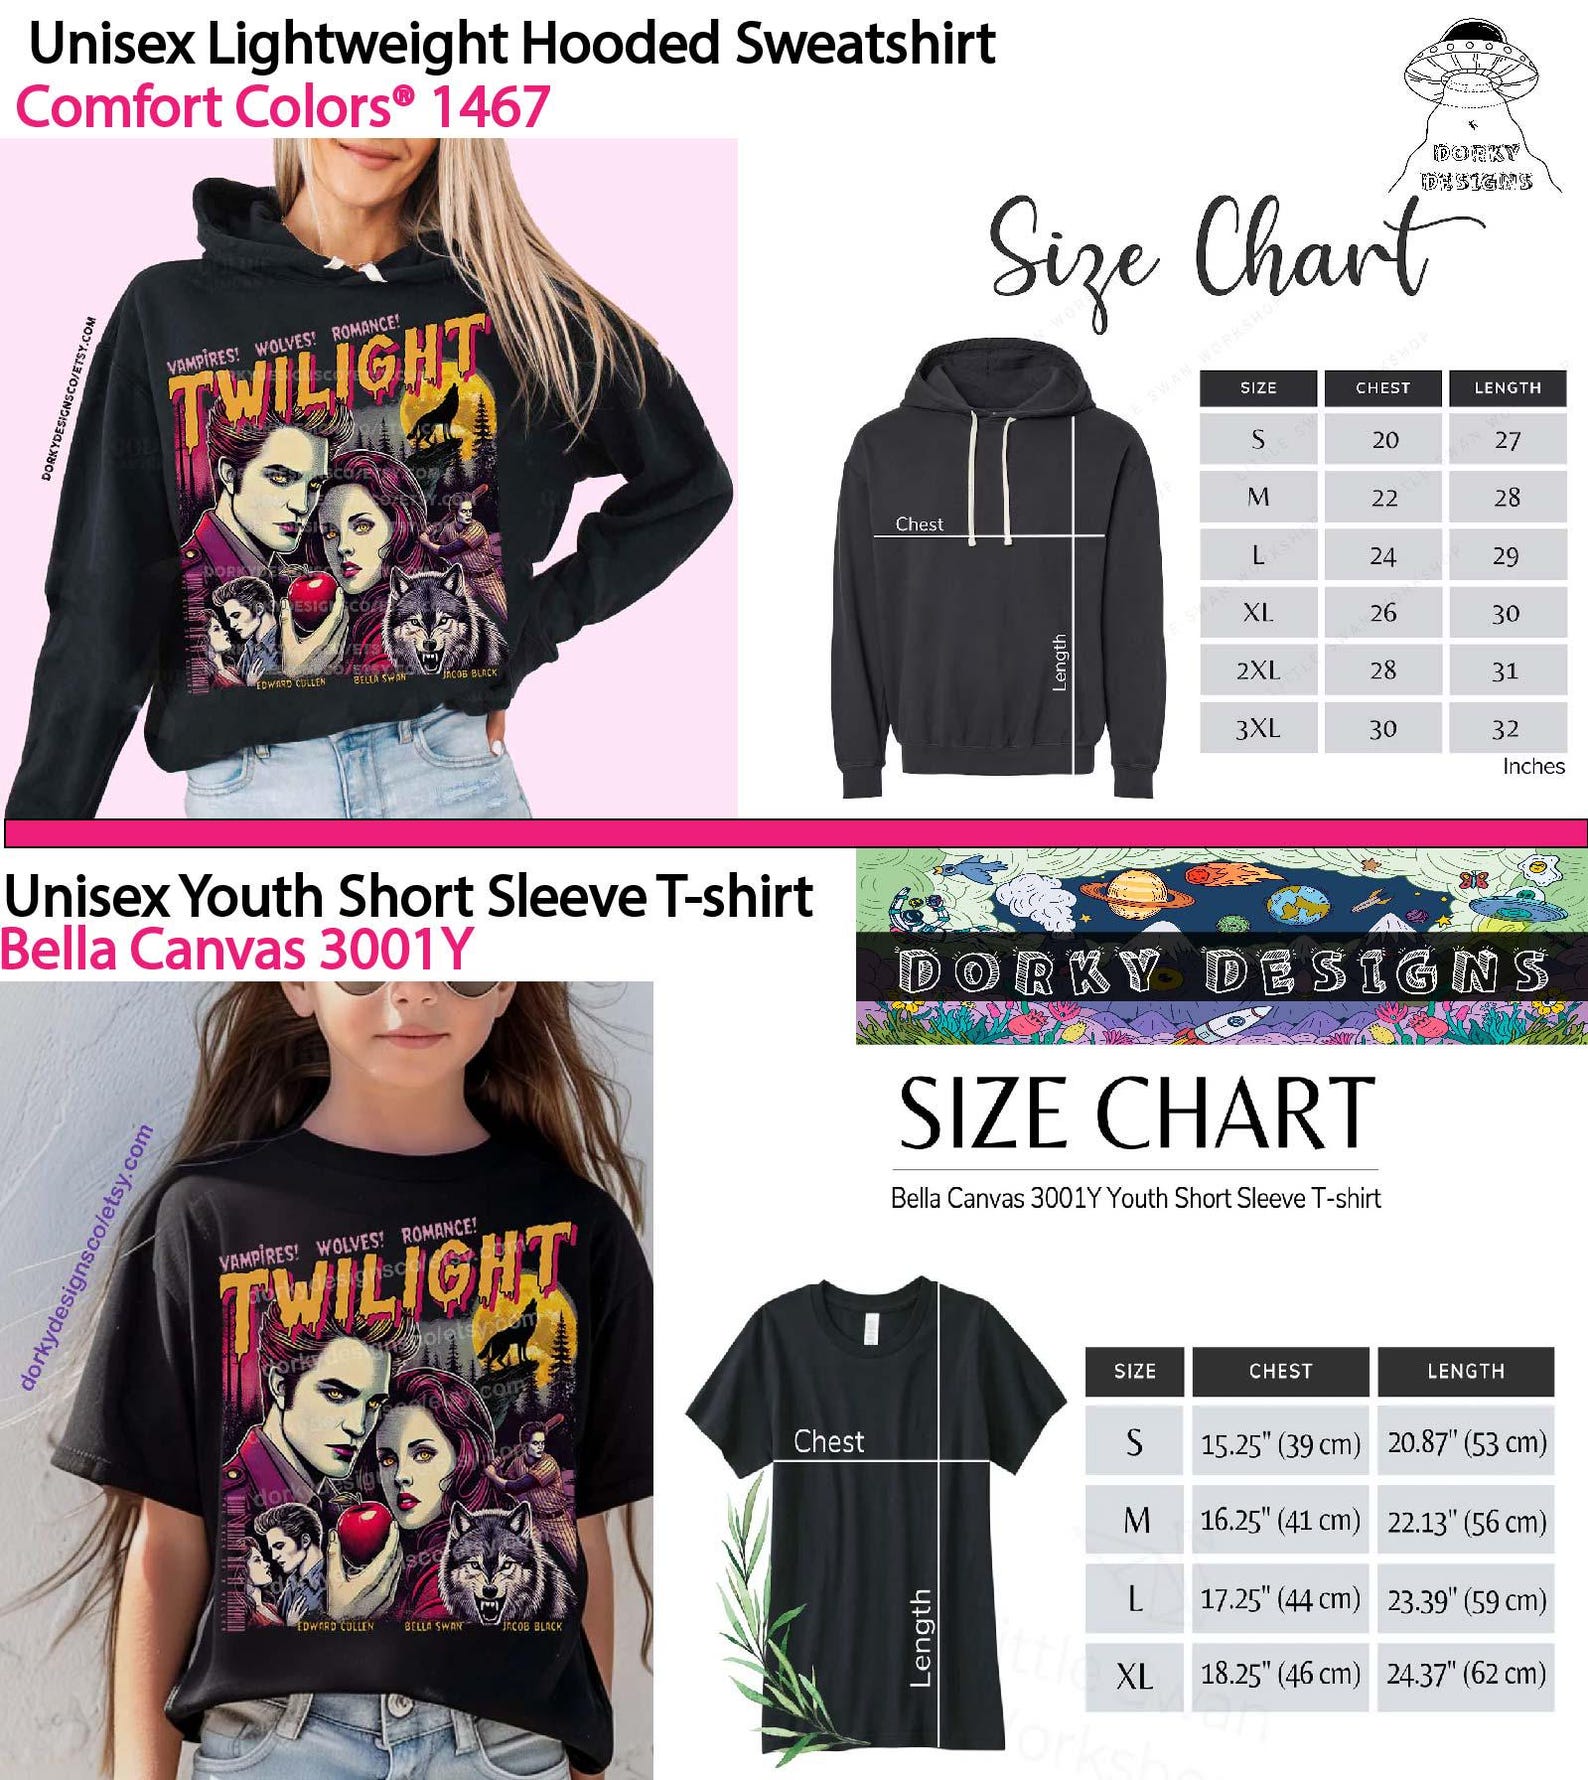 Unisex Lightweight Hooded Sweatshirt
Comfort Colors® 1467
DORKY
DESIGNS
Size Chart
DORKYDESIGNSCO/ETSY.COM
VAMPIRES! WOLVES! ROMANCE!
TWILIGHT
EDWARD CULLEN BELLA SWAN JACOB BLACK
Chest
Length
SIZE CHEST LENGTH
S 20 27
M 22 28
L 24 29
XL 26 30
2XL 28 31
3XL 30 32
Inches
Unisex Youth Short Sleeve T-shirt
Bella Canvas 3001Y
DORKY DESIGNS
dorkydesignsco/etsy.com
VAMPIRES! WOLVES! ROMANCE!
TWILIGHT
EDWARD CULLEN BELLA SWAN JACOB BLACK
SIZE CHART
Bella Canvas 3001Y Youth Short Sleeve T-shirt
Chest
Length
SIZE CHEST LENGTH
S 15.25" (39 cm) 20.87" (53 cm)
M 16.25" (41 cm) 22.13" (56 cm)
L 17.25" (44 cm) 23.39" (59 cm)
XL 18.25" (46 cm) 24.37" (62 cm)